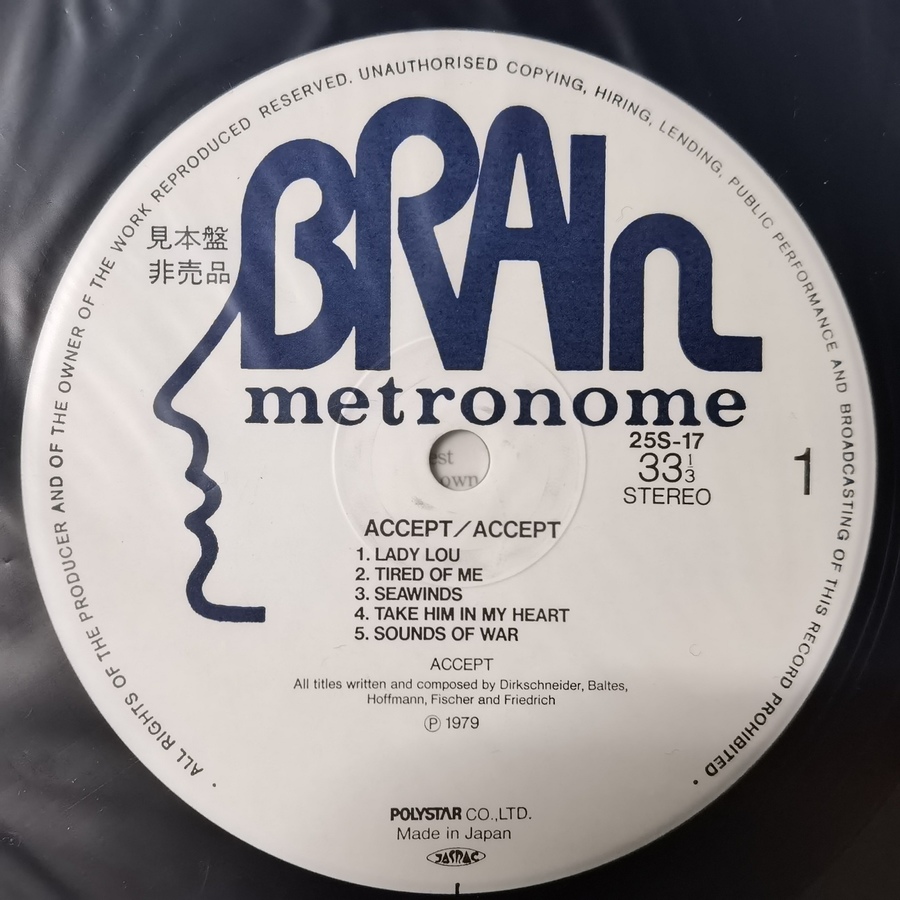 • ALL RIGHTS OF THE PRODUCER AND OF THE OWNER OF THE WORK REPRODUCED RESERVED. UNAUTHORISED COPYING, HIRING, LENDING, PUBLIC PERFORMANCE AND BROADCASTING OF THIS RECORD PROHIBITED •
BRAIn
見本盤
非売品
metronome
25S-17
33⅓
STEREO
1
est
own
ACCEPT/ACCEPT
1. LADY LOU
2. TIRED OF ME
3. SEAWINDS
4. TAKE HIM IN MY HEART
5. SOUNDS OF WAR
ACCEPT
All titles written and composed by Dirkschneider, Baltes,
Hoffmann, Fischer and Friedrich
Ⓟ 1979
POLYSTAR CO.,LTD.
Made in Japan
JASRAC